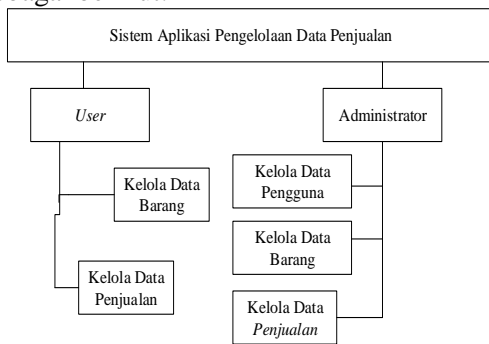 Sistem Aplikasi Pengelolaan Data Penjualan
User
Administrator
Kelola Data
Barang
Kelola Data
Penjualan
Kelola Data
Pengguna
Kelola Data
Barang
Kelola Data
Penjualan